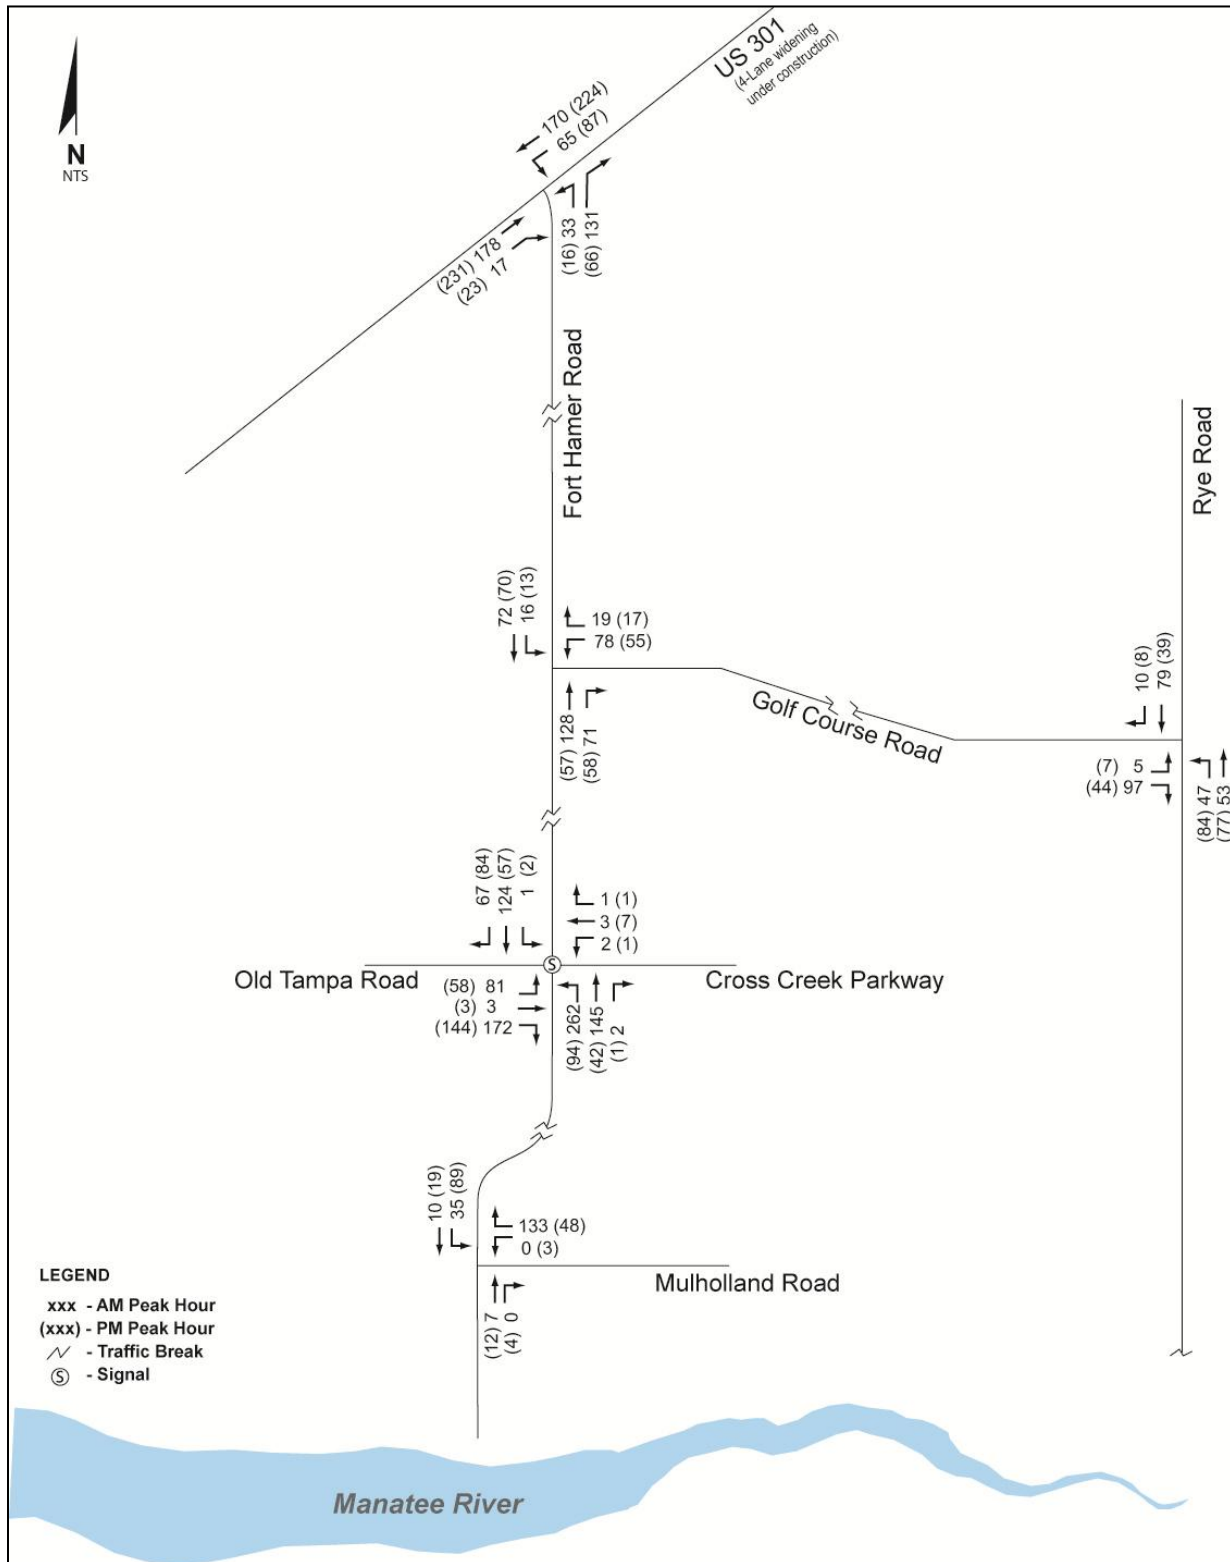 US 301
(4-Lane widening
under construction)
N
NTS
170 (224)
65 (87)
(231) 178
(23) 17
(16) 33
(66) 131
Fort Hamer Road
Rye Road
72 (70)
16 (13)
19 (17)
78 (55)
(57) 128
(58) 71
Golf Course Road
10 (8)
79 (39)
(7) 5
(44) 97
(84) 47
(77) 53
67 (84)
124 (57)
1 (2)
1 (1)
3 (7)
2 (1)
S
Old Tampa Road
Cross Creek Parkway
(58) 81
(3) 3
(144) 172
(94) 262
(42) 145
(1) 2
10 (19)
35 (89)
133 (48)
0 (3)
Mulholland Road
(12) 7
(4) 0
LEGEND
xxx - AM Peak Hour
(xxx) - PM Peak Hour
- Traffic Break
S - Signal
Manatee River